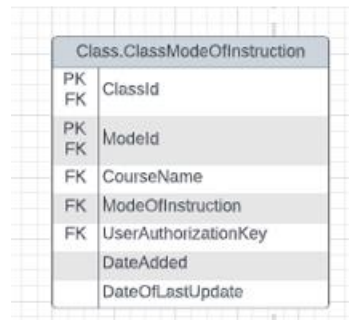 Class.ClassModeOfInstruction
PK
FK ClassId
PK
FK ModeId
FK CourseName
FK ModeOfInstruction
FK UserAuthorizationKey
DateAdded
DateOfLastUpdate